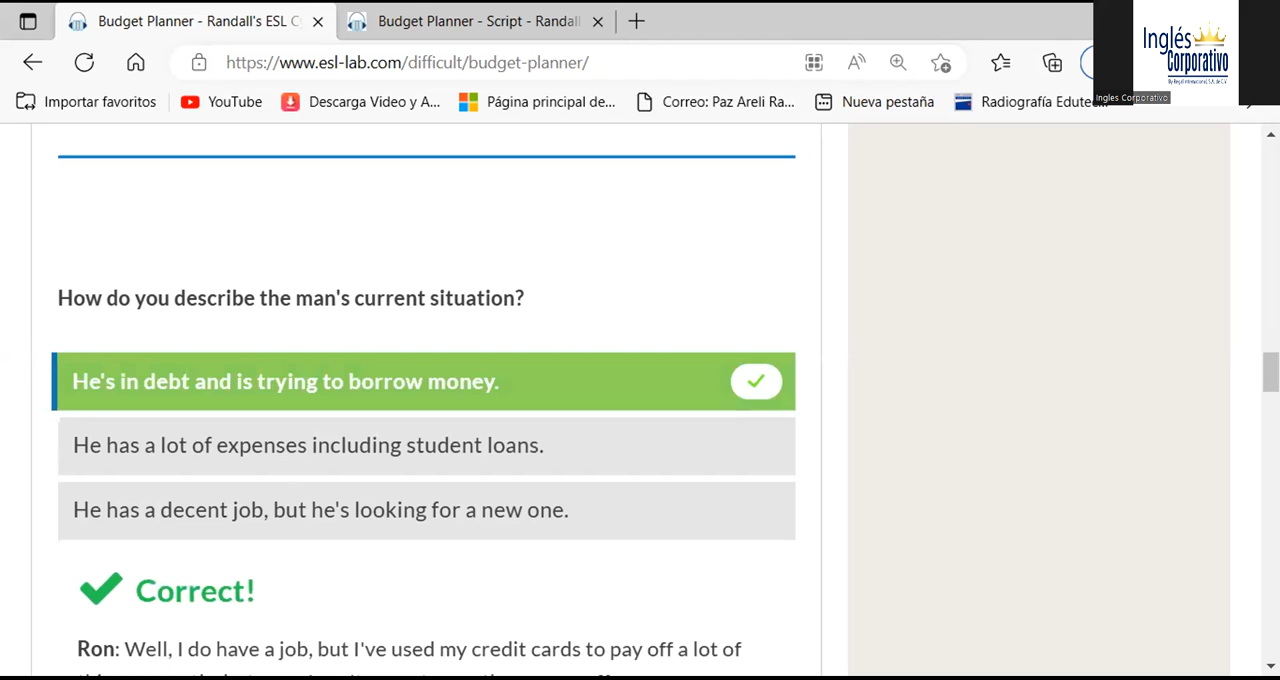 Budget Planner - Randall's ESL C
Budget Planner - Script - Randall
https://www.esl-lab.com/difficult/budget-planner/
Importar favoritos
YouTube
Descarga Video y A...
Página principal de...
Correo: Paz Areli Ra...
Nueva pestaña
Radiografía Edutec...
Inglés
Corporativo
Ingles Corporativo
How do you describe the man's current situation?
He's in debt and is trying to borrow money.
He has a lot of expenses including student loans.
He has a decent job, but he's looking for a new one.
Correct!
Ron: Well, I do have a job, but I've used my credit cards to pay off a lot of